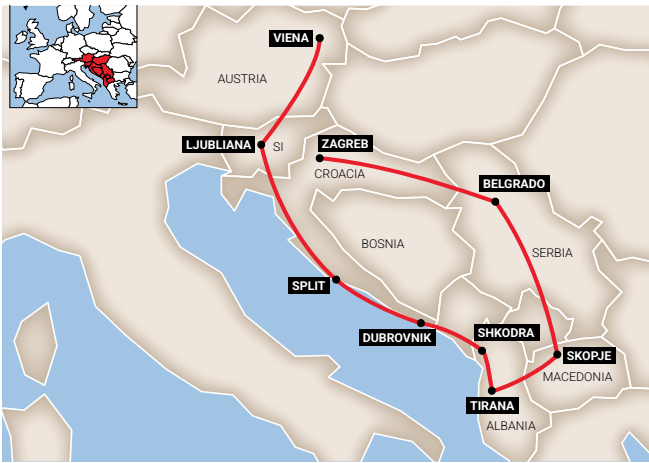 VIENA
AUSTRIA
LJUBLIANA
SI
ZAGREB
CROACIA
BELGRADO
BOSNIA
SERBIA
SPLIT
DUBROVNIK
SHKODRA
SKOPJE
MACEDONIA
TIRANA
ALBANIA